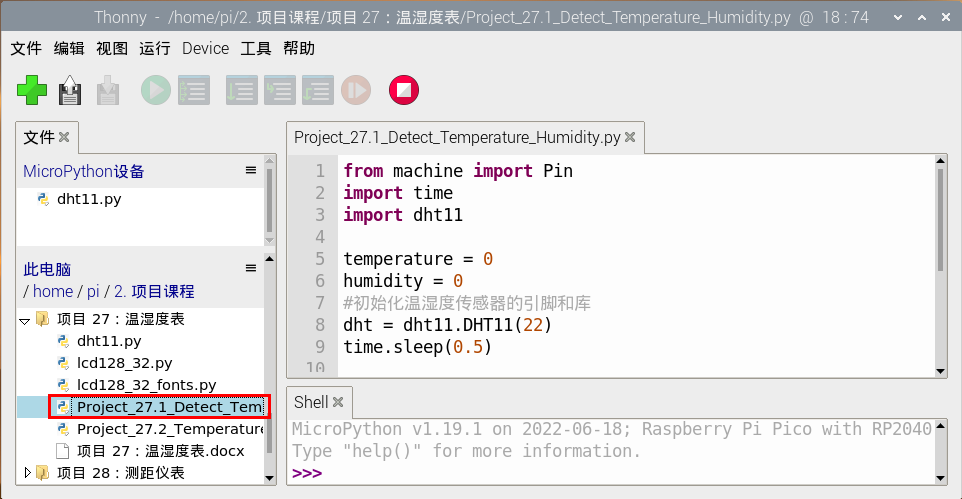 Thonny - /home/pi/2. 项目课程/项目 27：温湿度表/Project_27.1_Detect_Temperature_Humidity.py @ 18 : 74
文件 编辑 视图 运行 Device 工具 帮助
文件
MicroPython设备
dht11.py
此电脑
/ home / pi / 2. 项目课程
项目 27：温湿度表
dht11.py
lcd128_32.py
lcd128_32_fonts.py
Project_27.1_Detect_Tem
Project_27.2_Temperature
项目 27：温湿度表.docx
项目 28：测距仪表
Project_27.1_Detect_Temperature_Humidity.py
1 from machine import Pin
2 import time
3 import dht11
4
5 temperature = 0
6 humidity = 0
7 #初始化温湿度传感器的引脚和库
8 dht = dht11.DHT11(22)
9 time.sleep(0.5)
10
Shell
MicroPython v1.19.1 on 2022-06-18; Raspberry Pi Pico with RP2040
Type "help()" for more information.
>>>